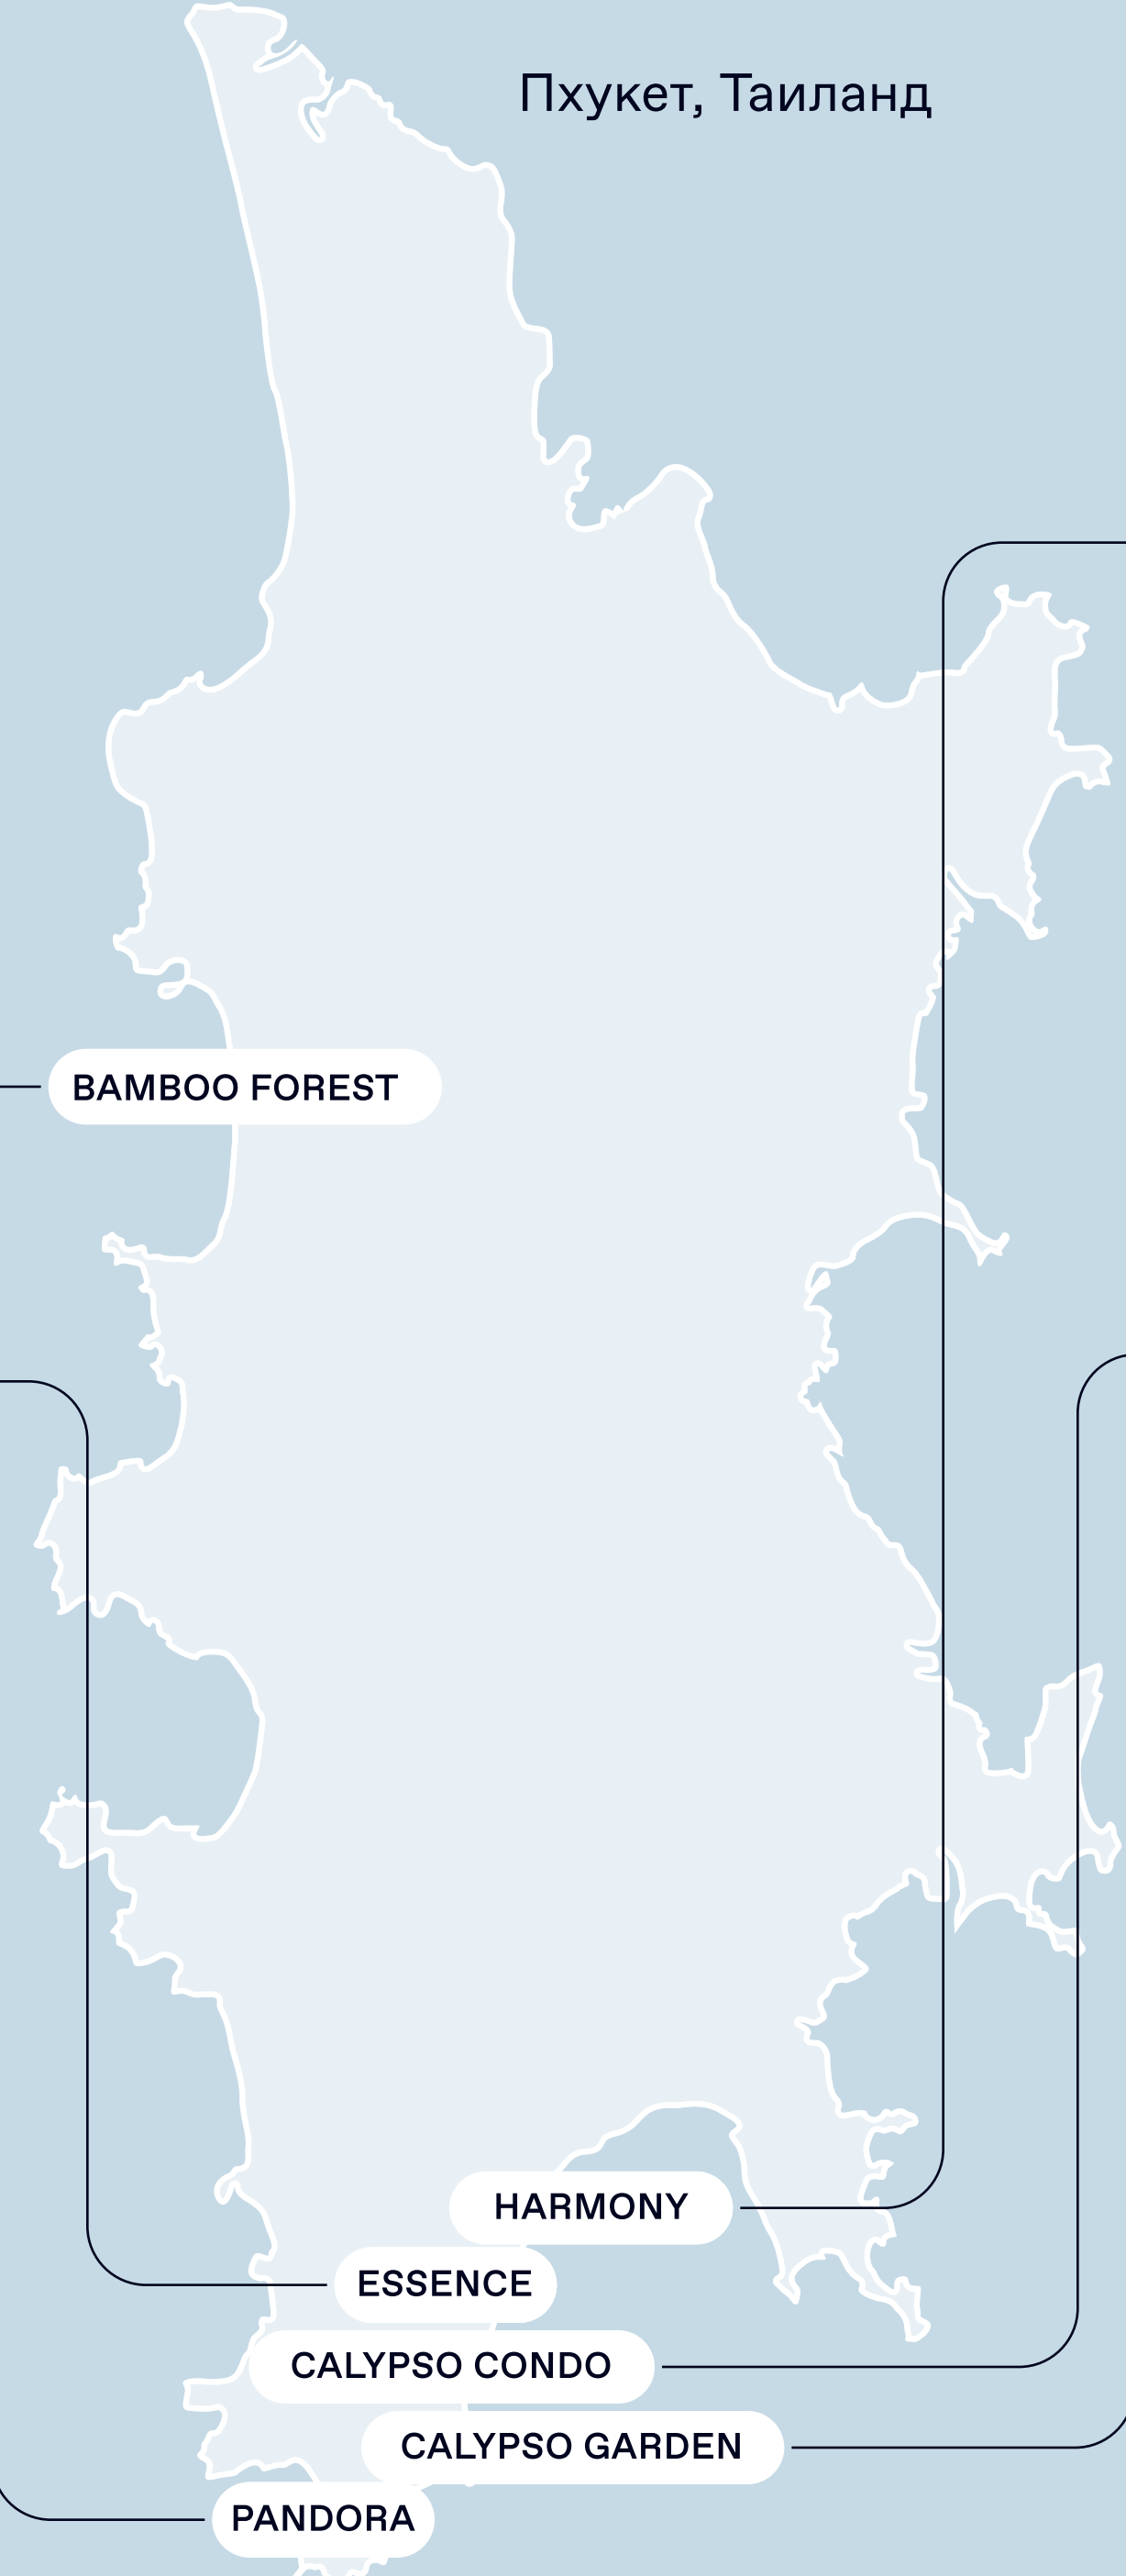 Пхукет, Таиланд
BAMBOO FOREST
HARMONY
ESSENCE
CALYPSO CONDO
CALYPSO GARDEN
PANDORA